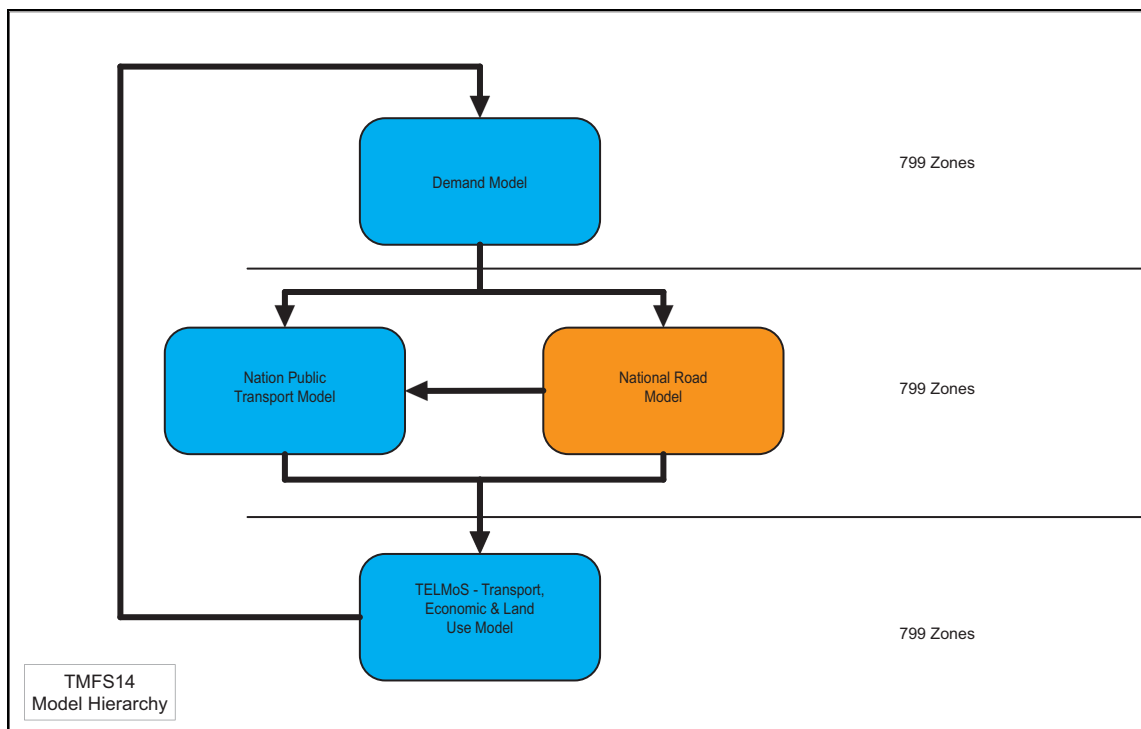 Demand Model
799 Zones
Nation Public
Transport Model
National Road
Model
799 Zones
TELMoS - Transport,
Economic & Land
Use Model
799 Zones
TMFS14
Model Hierarchy